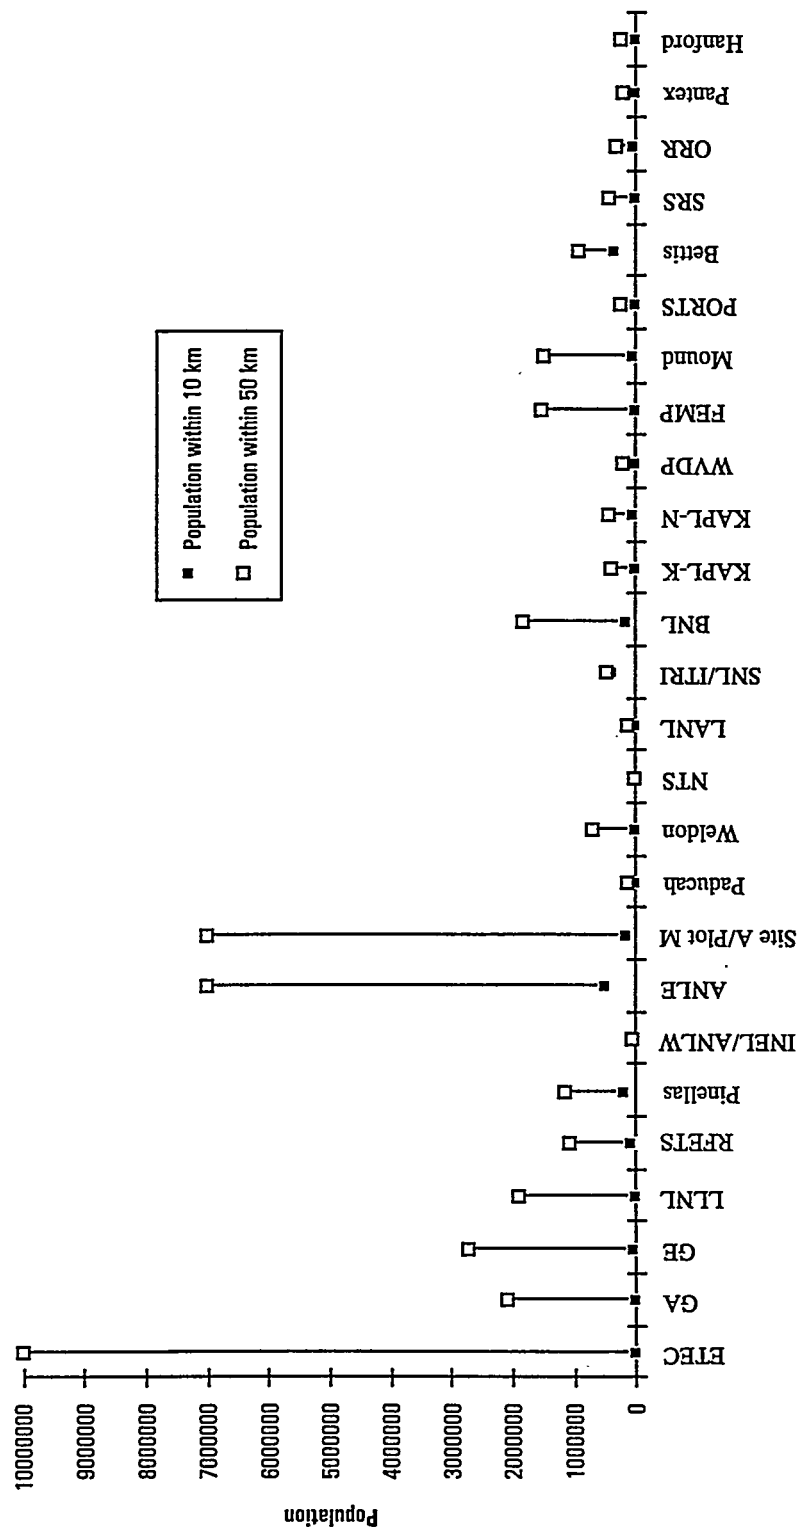 Population
10000000
9000000
8000000
7000000
6000000
5000000
4000000
3000000
2000000
1000000
0
Population within 10 km
Population within 50 km
ETEC
GA
GE
LLNL
RFETS
Pinellas
INEL/ANLW
ANLE
Site A/Plot M
Paducah
Weldon
NTS
LANL
SNL/ITRI
BNL
KAPL-K
KAPL-N
WVDP
FEMP
Mound
PORTS
Bettis
SRS
ORR
Pantex
Hanford